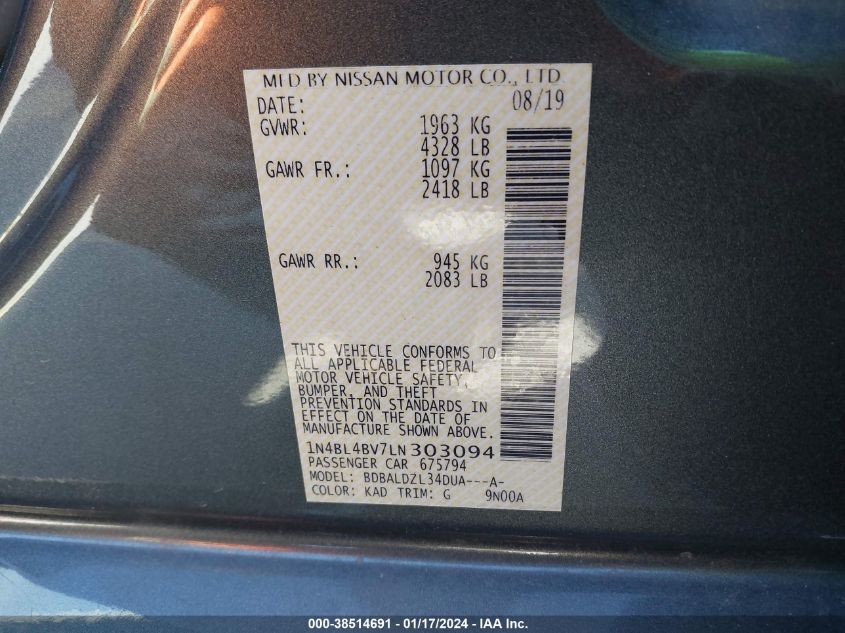 MFD BY NISSAN MOTOR CO., LTD
DATE: 08/19
GVWR: 1963 KG
4328 LB
GAWR FR.: 1097 KG
2418 LB
GAWR RR.: 945 KG
2083 LB
THIS VEHICLE CONFORMS TO
ALL APPLICABLE FEDERAL
MOTOR VEHICLE SAFETY,
BUMPER, AND THEFT
PREVENTION STANDARDS IN
EFFECT ON THE DATE OF
MANUFACTURE SHOWN ABOVE.
1N4BL4BV7LN303094
PASSENGER CAR 675794
MODEL: BDBALDZL34DUA---A-
COLOR: KAD TRIM: G 9N00A
000-38514691 - 01/17/2024 - IAA Inc.